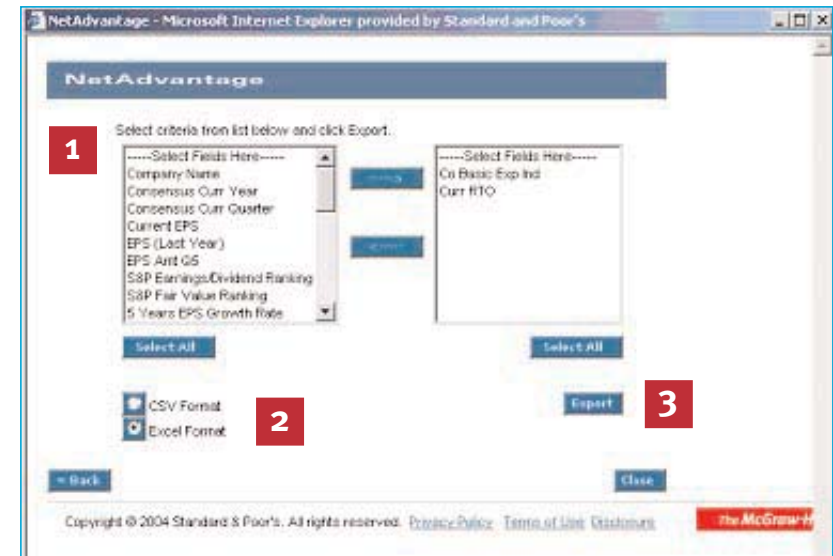 NetAdvantage - Microsoft Internet Explorer provided by Standard and Poor's
NetAdvantage
1
Select criteria from list below and click Export.
-----Select Fields Here-----
Company Name
Consensus Curr Year
Consensus Curr Quarter
Current EPS
EPS (Last Year)
EPS Amt Q5
S&P Earnings/Dividend Ranking
S&P Fair Value Ranking
5 Years EPS Growth Rate
-----Select Fields Here-----
Co Basic Exp Ind
Curr RTO
Select All
Select All
CSV Format
Excel Format
2
Export
3
< Back
Close
Copyright © 2004 Standard & Poor's. All rights reserved. Privacy Policy Terms of Use Disclosure
The McGraw-H